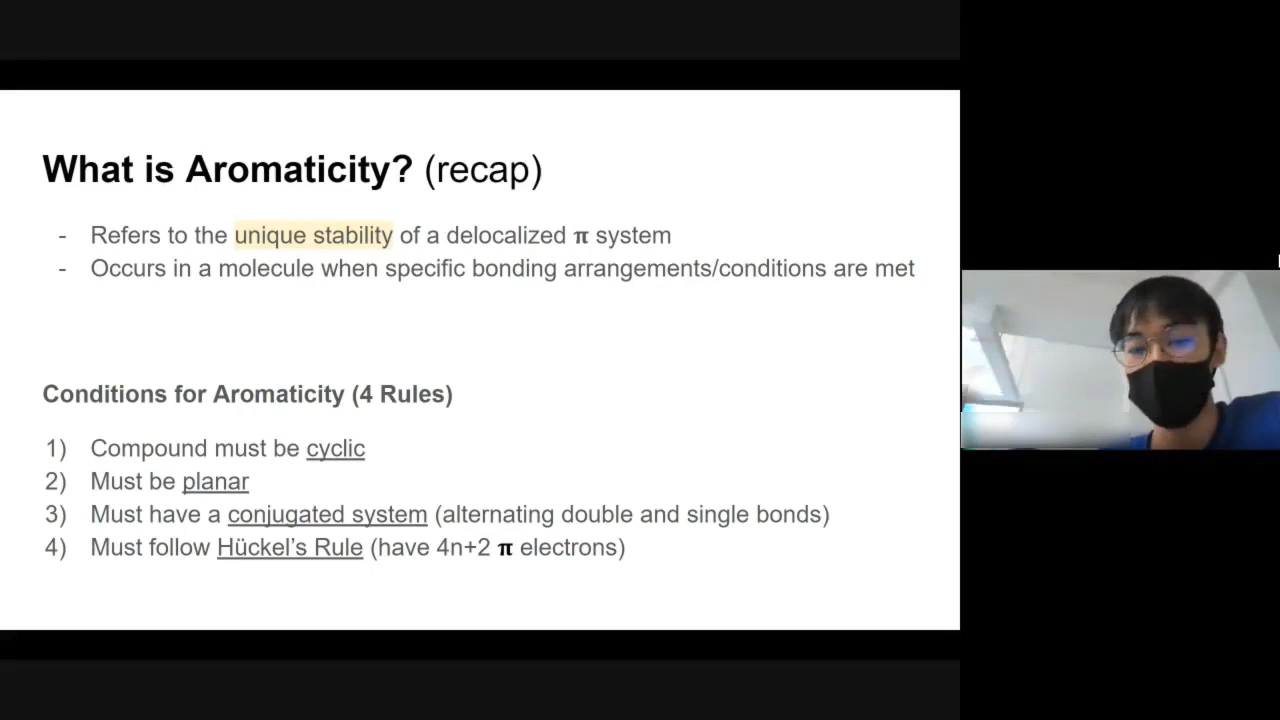 What is Aromaticity? (recap)
- Refers to the unique stability of a delocalized π system
- Occurs in a molecule when specific bonding arrangements/conditions are met
Conditions for Aromaticity (4 Rules)
1) Compound must be cyclic
2) Must be planar
3) Must have a conjugated system (alternating double and single bonds)
4) Must follow Hückel’s Rule (have 4n+2 π electrons)